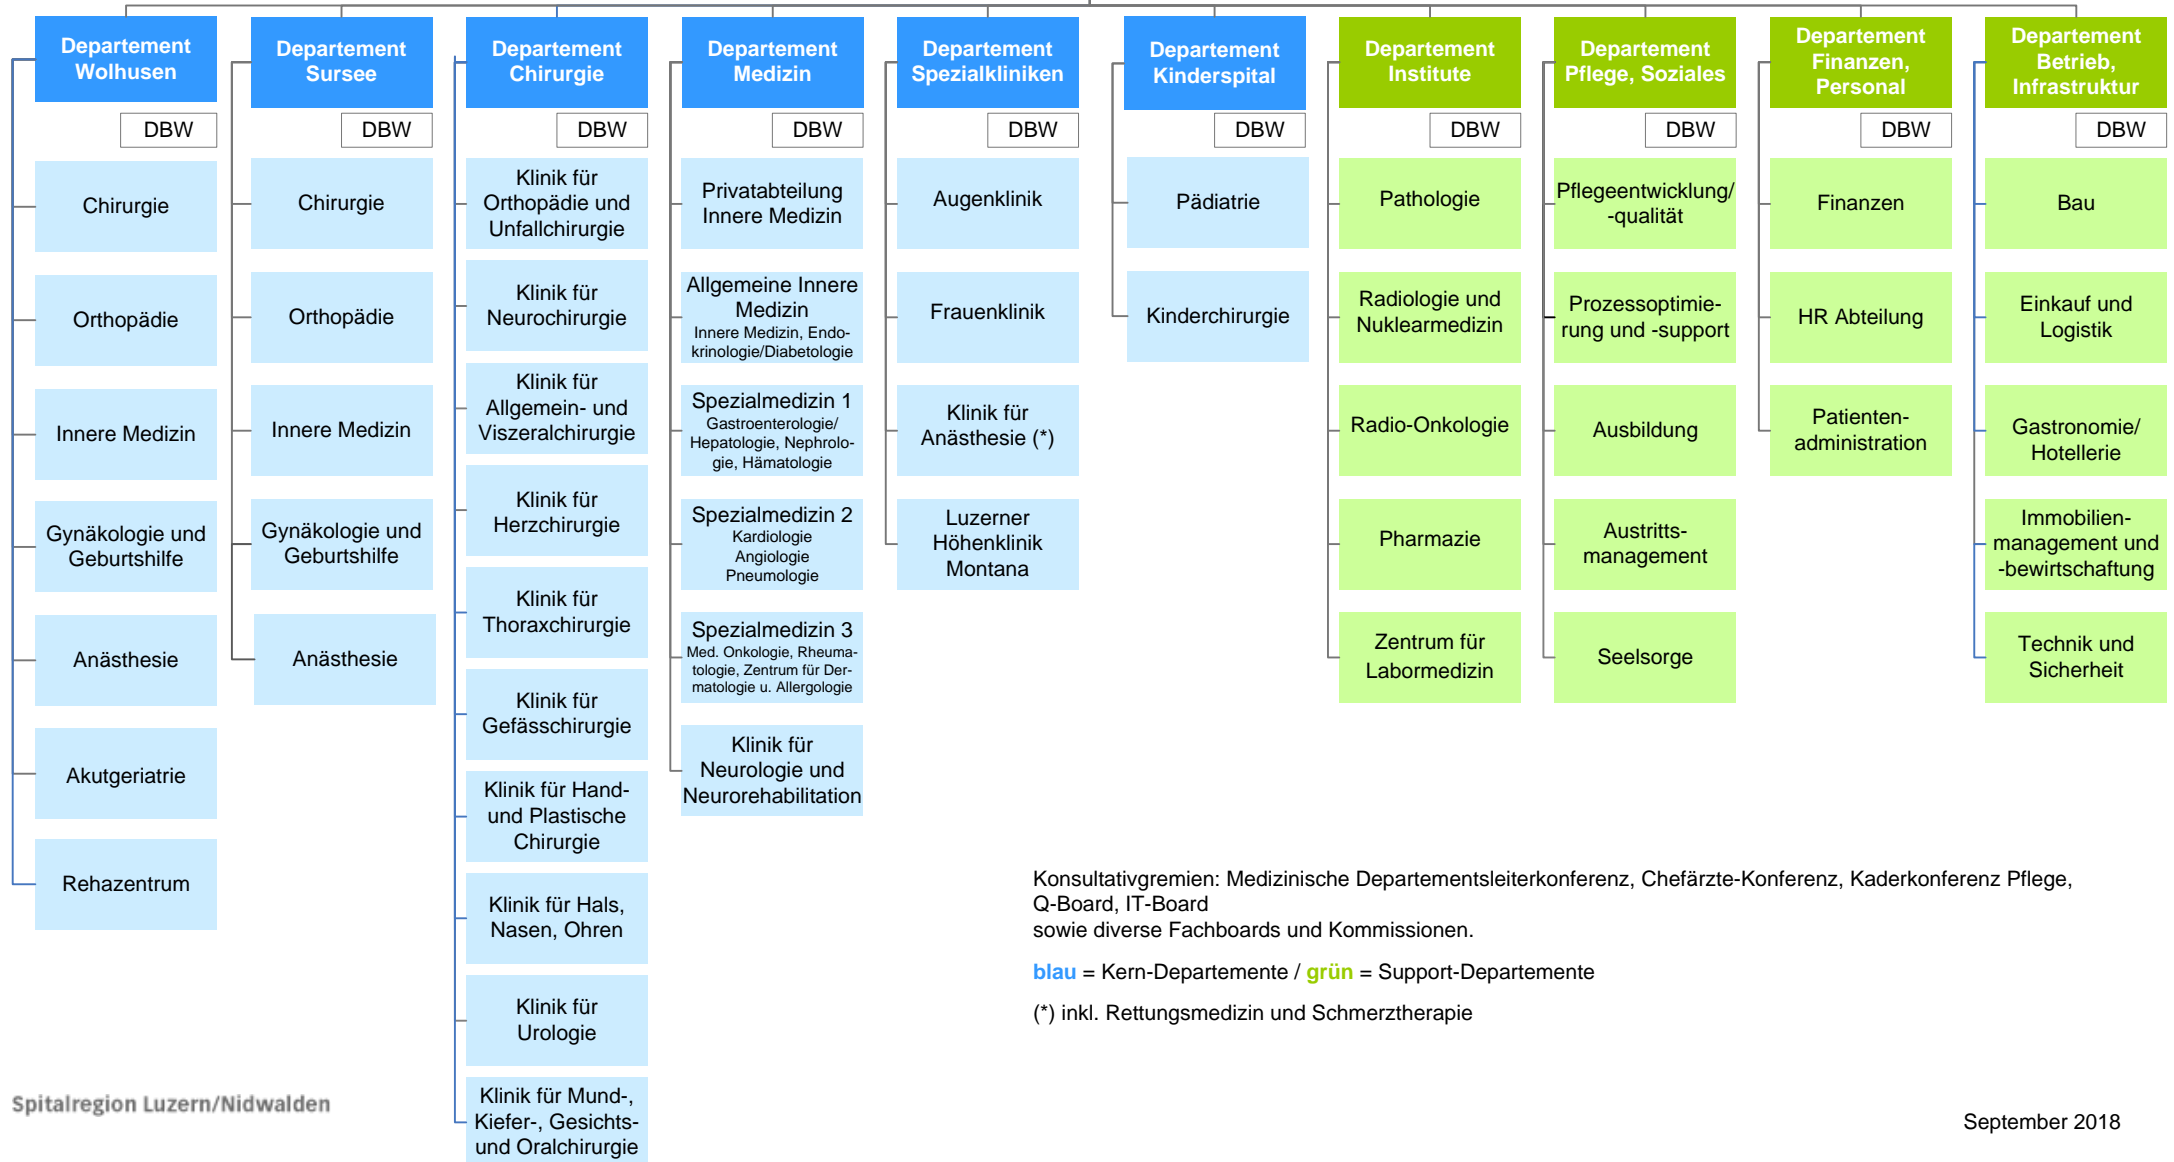 Departement
Wolhusen
DBW
Chirurgie
Orthopädie
Innere Medizin
Gynäkologie und
Geburtshilfe
Anästhesie
Akutgeriatrie
Rehazentrum
Departement
Sursee
DBW
Chirurgie
Orthopädie
Innere Medizin
Gynäkologie und
Geburtshilfe
Anästhesie
Departement
Chirurgie
DBW
Klinik für
Orthopädie und
Unfallchirurgie
Klinik für
Neurochirurgie
Klinik für
Allgemein- und
Viszeralchirurgie
Klinik für
Herzchirurgie
Klinik für
Thoraxchirurgie
Klinik für
Gefässchirurgie
Klinik für Hand-
und Plastische
Chirurgie
Klinik für Hals,
Nasen, Ohren
Klinik für
Urologie
Klinik für Mund-,
Kiefer-, Gesichts-
und Oralchirurgie
Departement
Medizin
DBW
Privatabteilung
Innere Medizin
Allgemeine Innere
Medizin
Innere Medizin, Endo-
krinologie/Diabetologie
Spezialmedizin 1
Gastroenterologie/
Hepatologie, Nephrolo-
gie, Hämatologie
Spezialmedizin 2
Kardiologie
Angiologie
Pneumologie
Spezialmedizin 3
Med. Onkologie, Rheuma-
tologie, Zentrum für Der-
matologie u. Allergologie
Klinik für
Neurologie und
Neurorehabilitation
Departement
Spezialkliniken
DBW
Augenklinik
Frauenklinik
Klinik für
Anästhesie (*)
Luzerner
Höhenklinik
Montana
Departement
Kinderspital
DBW
Pädiatrie
Kinderchirurgie
Departement
Institute
DBW
Pathologie
Radiologie und
Nuklearmedizin
Radio-Onkologie
Pharmazie
Zentrum für
Labormedizin
Departement
Pflege, Soziales
DBW
Pflegeentwicklung/
-qualität
Prozessoptimie-
rung und -support
Ausbildung
Austritts-
management
Seelsorge
Departement
Finanzen,
Personal
DBW
Finanzen
HR Abteilung
Patienten-
administration
Departement
Betrieb,
Infrastruktur
DBW
Bau
Einkauf und
Logistik
Gastronomie/
Hotellerie
Immobilien-
management und
-bewirtschaftung
Technik und
Sicherheit
Konsultativgremien: Medizinische Departementsleiterkonferenz, Chefärzte-Konferenz, Kaderkonferenz Pflege,
Q-Board, IT-Board
sowie diverse Fachboards und Kommissionen.
blau = Kern-Departemente / grün = Support-Departemente
(*) inkl. Rettungsmedizin und Schmerztherapie
Spitalregion Luzern/Nidwalden
September 2018